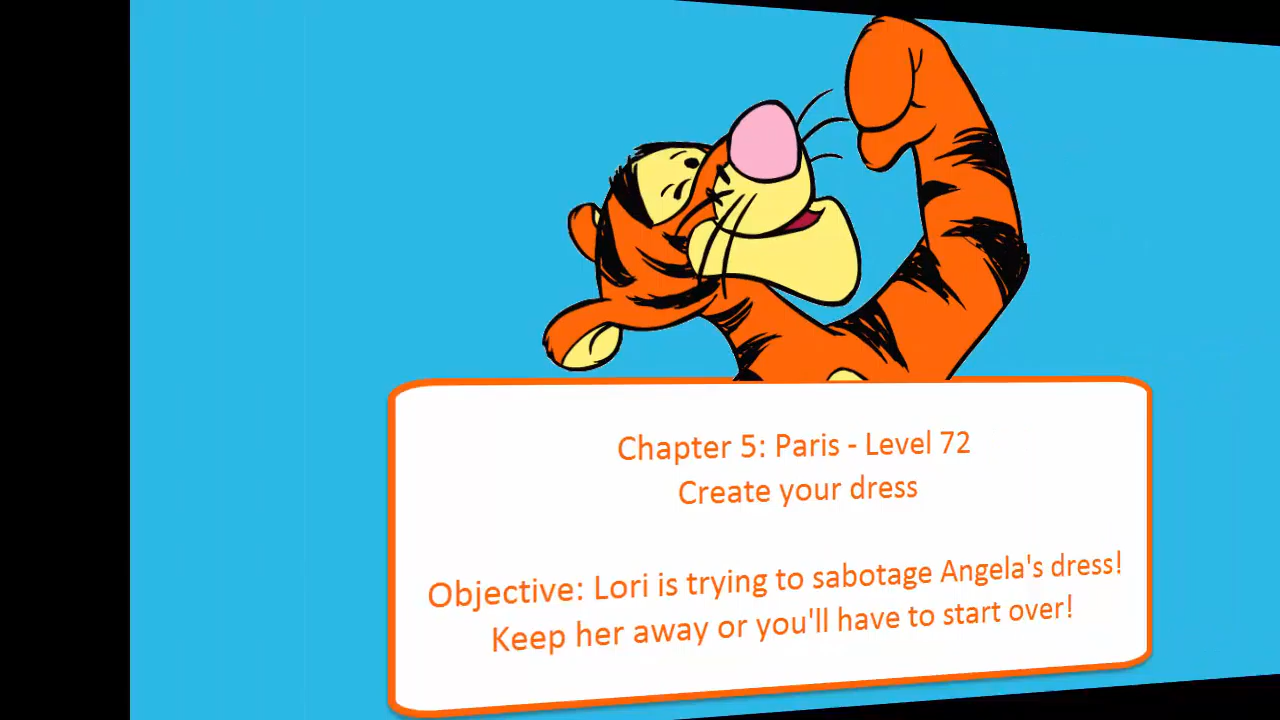 Chapter 5: Paris - Level 72
Create your dress
Objective: Lori is trying to sabotage Angela's dress!
Keep her away or you'll have to start over!